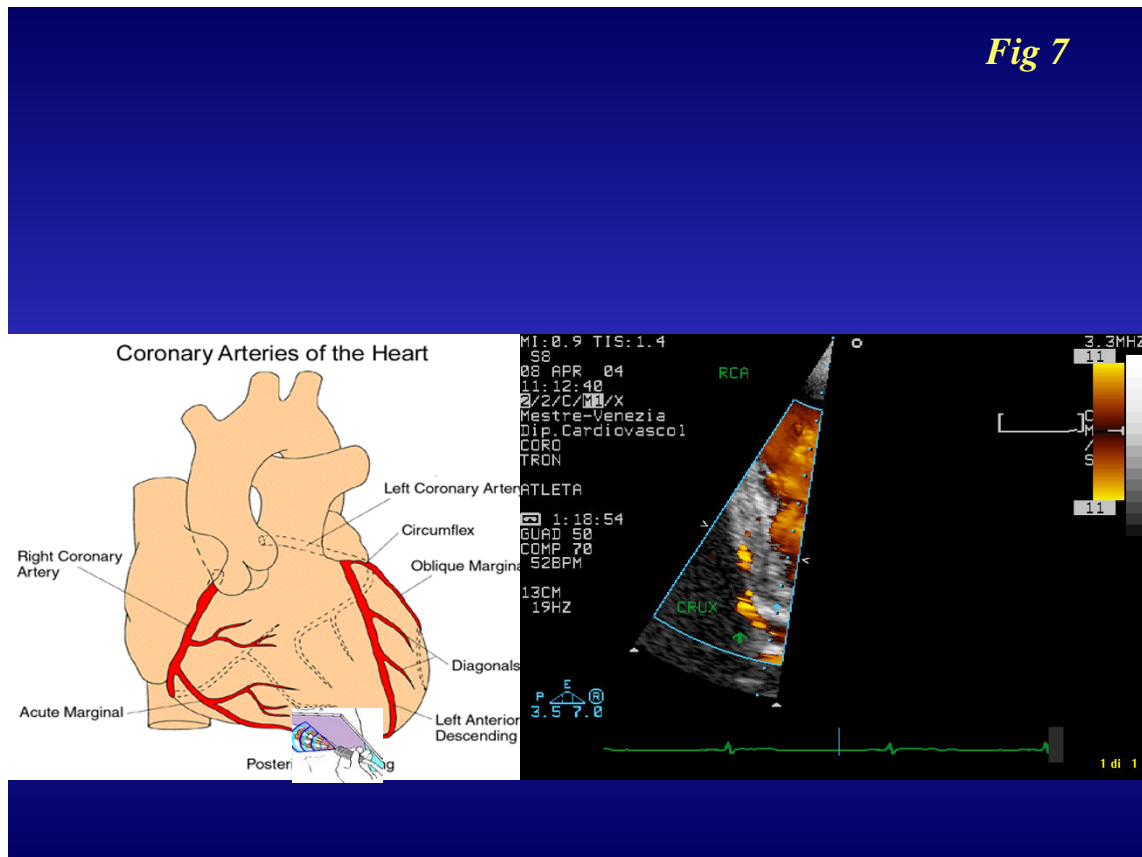 Fig 7
Coronary Arteries of the Heart
Left Coronary Arter
Circumflex
Right Coronary
Artery
Oblique Margina
Diagonals
Acute Marginal
Left Anterior
Descending
Posteri g
MI:0.9 TIS:1.4
S8
08 APR 04
11:12:40
2/2/C/M1/X
Mestre-Venezia
Dip.Cardiovascol
CORO
TRON
ATLETA
1:18:54
GUAD 50
COMP 70
52BPM
13CM
19HZ
P E R
3.5 7.0
RCA
CRUX
3.3MHZ
11
11
1 di 1